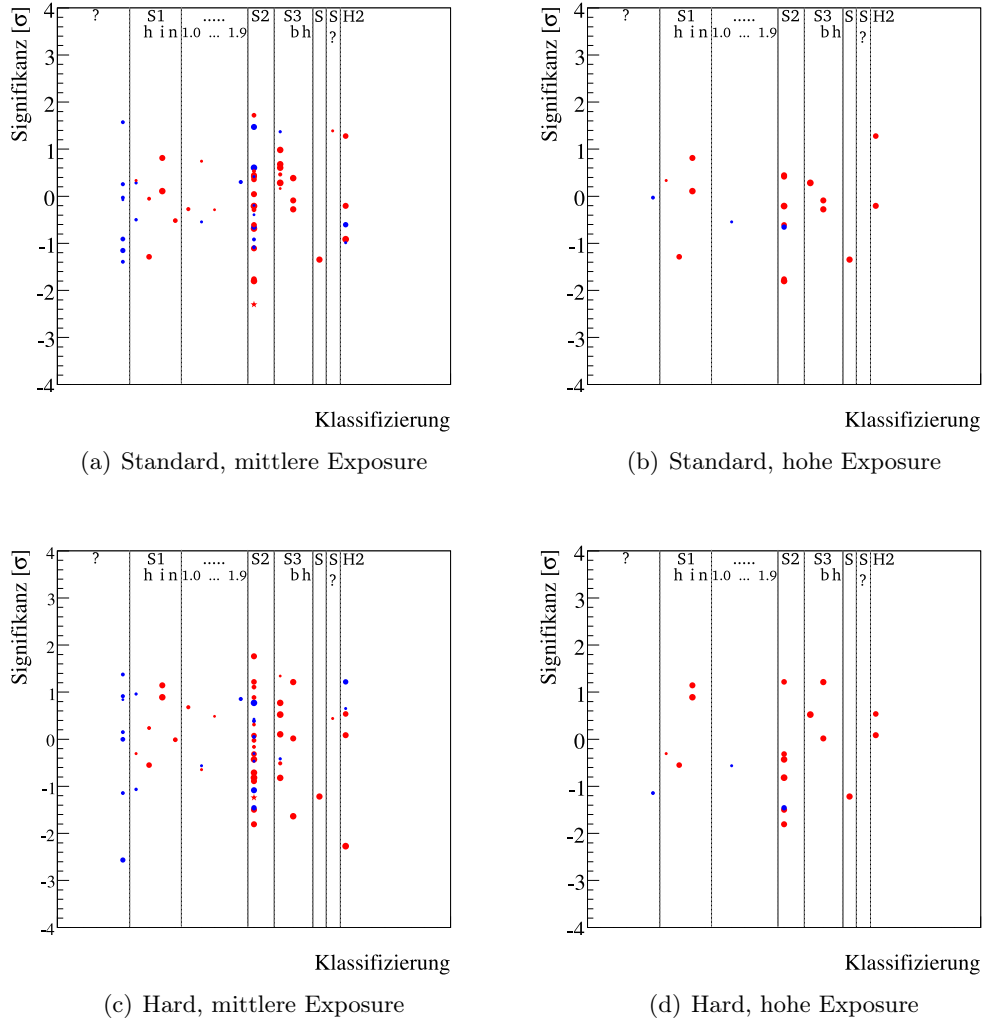 ? S1 ..... S2 S3 S S H2
h i n 1.0 ... 1.9 b h ?
Signifikanz [σ]
4
3
2
1
0
-1
-2
-3
-4
Klassifizierung
(a) Standard, mittlere Exposure
? S1 ..... S2 S3 S S H2
h i n 1.0 ... 1.9 b h ?
Signifikanz [σ]
4
3
2
1
0
-1
-2
-3
-4
Klassifizierung
(b) Standard, hohe Exposure
? S1 ..... S2 S3 S S H2
h i n 1.0 ... 1.9 b h ?
Signifikanz [σ]
4
3
2
1
0
-1
-2
-3
-4
Klassifizierung
(c) Hard, mittlere Exposure
? S1 ..... S2 S3 S S H2
h i n 1.0 ... 1.9 b h ?
Signifikanz [σ]
4
3
2
1
0
-1
-2
-3
-4
Klassifizierung
(d) Hard, hohe Exposure